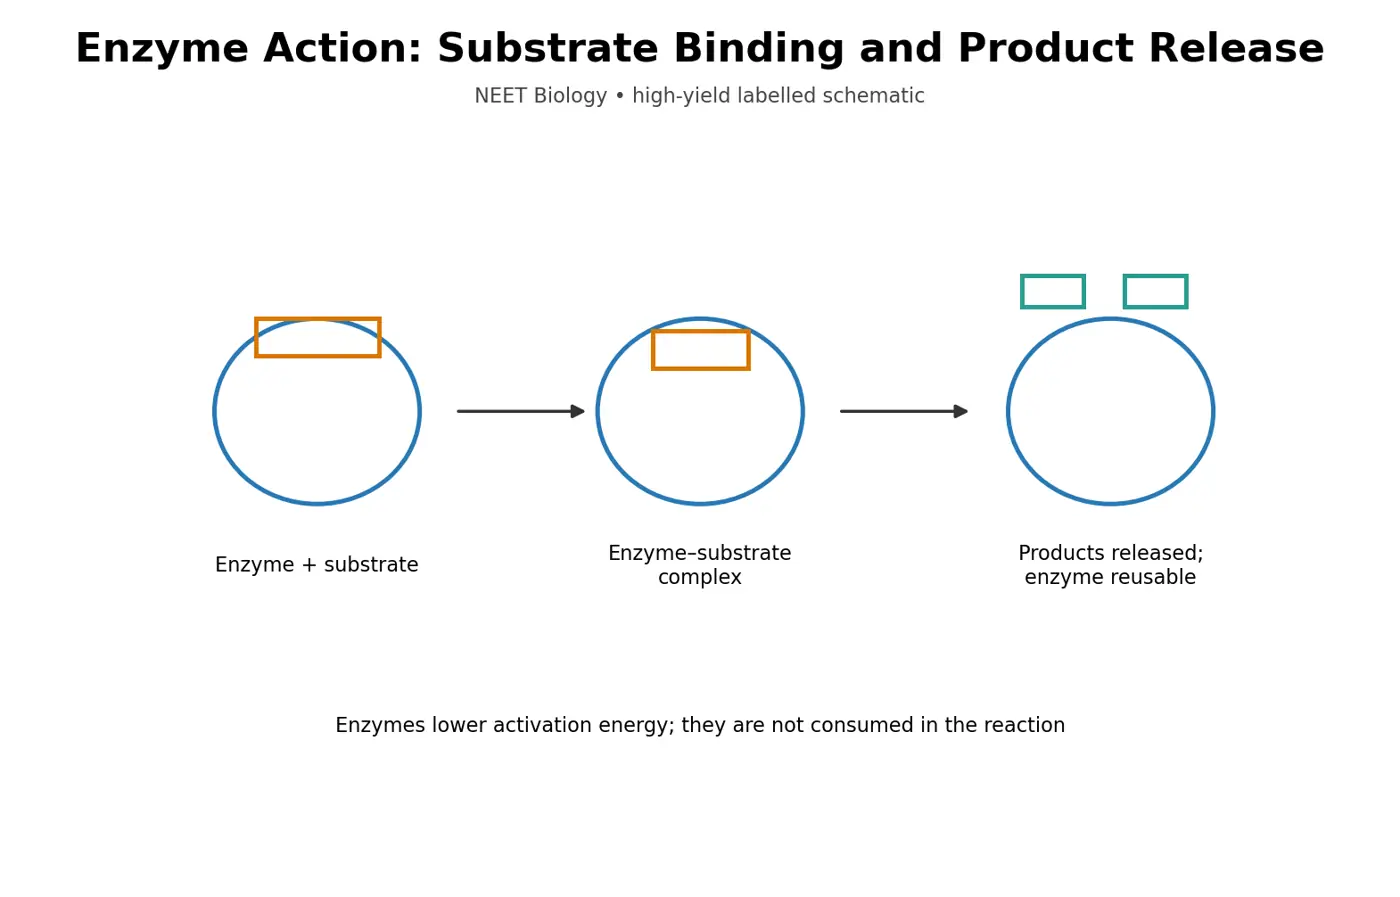 Enzyme Action: Substrate Binding and Product Release
NEET Biology • high-yield labelled schematic
Enzyme + substrate
Enzyme–substrate
complex
Products released;
enzyme reusable
Enzymes lower activation energy; they are not consumed in the reaction